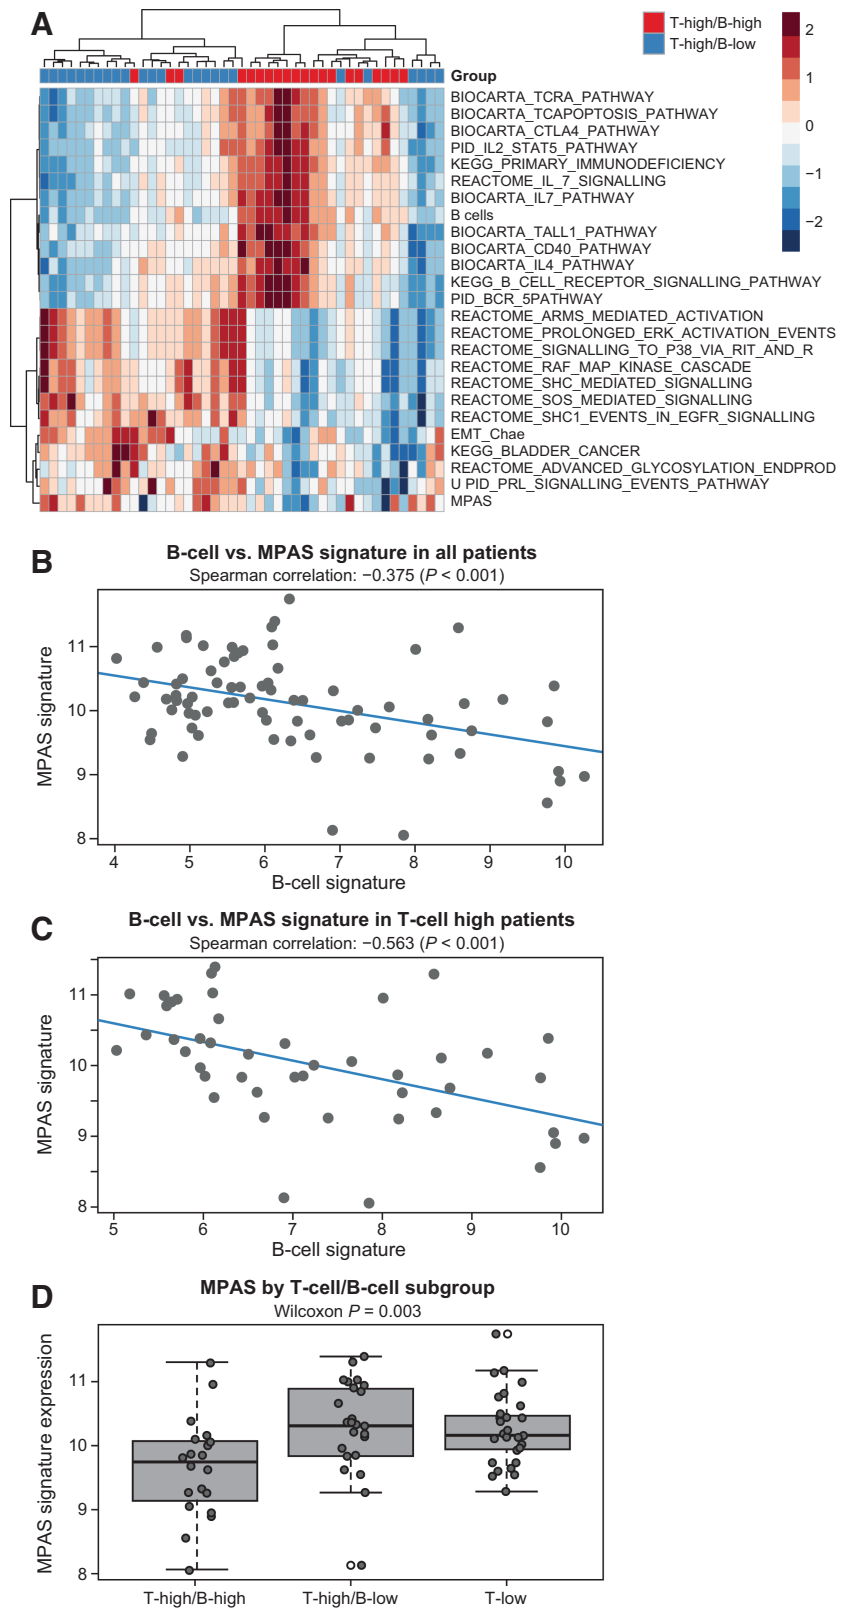 A
T-high/B-high
T-high/B-low
2
1
0
−1
−2
Group
BIOCARTA_TCRA_PATHWAY
BIOCARTA_TCAPOPTOSIS_PATHWAY
BIOCARTA_CTLA4_PATHWAY
PID_IL2_STAT5_PATHWAY
KEGG_PRIMARY_IMMUNODEFICIENCY
REACTOME_IL_7_SIGNALLING
BIOCARTA_IL7_PATHWAY
B cells
BIOCARTA_TALL1_PATHWAY
BIOCARTA_CD40_PATHWAY
BIOCARTA_IL4_PATHWAY
KEGG_B_CELL_RECEPTOR_SIGNALLING_PATHWAY
PID_BCR_5PATHWAY
REACTOME_ARMS_MEDIATED_ACTIVATION
REACTOME_PROLONGED_ERK_ACTIVATION_EVENTS
REACTOME_SIGNALLING_TO_P38_VIA_RIT_AND_R
REACTOME_RAF_MAP_KINASE_CASCADE
REACTOME_SHC_MEDIATED_SIGNALLING
REACTOME_SOS_MEDIATED_SIGNALLING
REACTOME_SHC1_EVENTS_IN_EGFR_SIGNALLING
EMT_Chae
KEGG_BLADDER_CANCER
REACTOME_ADVANCED_GLYCOSYLATION_ENDPROD
U PID_PRL_SIGNALLING_EVENTS_PATHWAY
MPAS
B
B-cell vs. MPAS signature in all patients
Spearman correlation: −0.375 (P < 0.001)
MPAS signature
11
10
9
8
4 5 6 7 8 9 10
B-cell signature
C
B-cell vs. MPAS signature in T-cell high patients
Spearman correlation: −0.563 (P < 0.001)
MPAS signature
11
10
9
8
5 6 7 8 9 10
B-cell signature
D
MPAS by T-cell/B-cell subgroup
Wilcoxon P = 0.003
MPAS signature expression
11
10
9
8
T-high/B-high T-high/B-low T-low